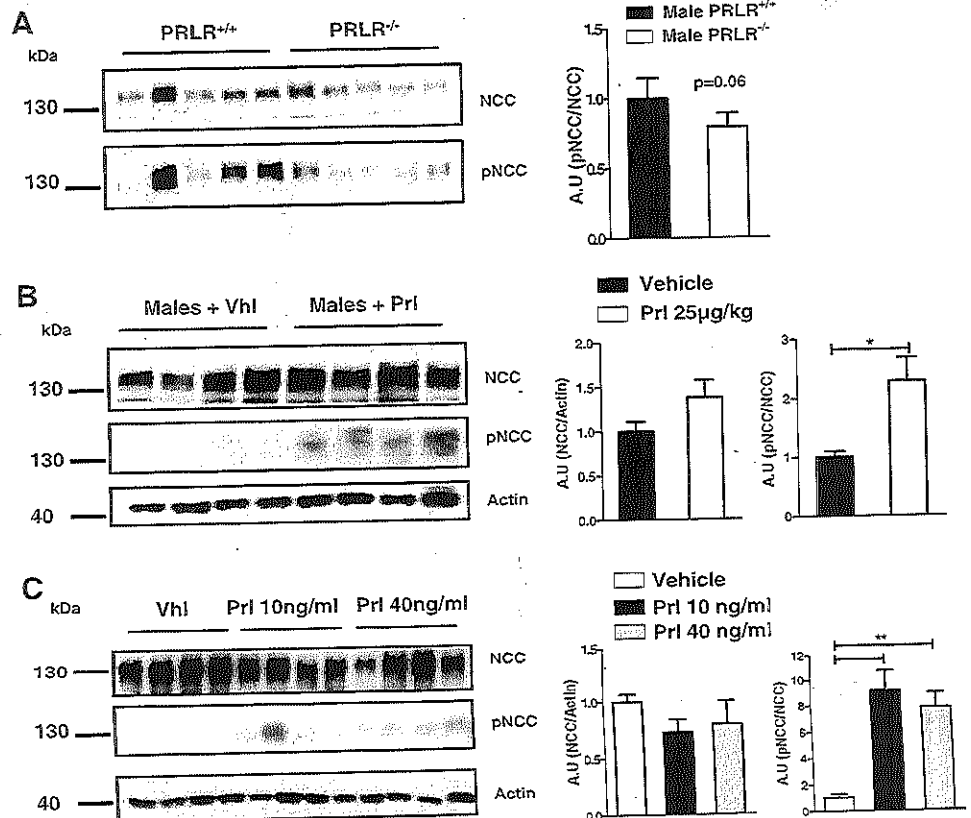 A
PRLR+/+ PRLR-/-
kDa
130
NCC
130
pNCC
Male PRLR+/+
Male PRLR-/-
1.5
1.0
0.5
0.0
A.U (pNCC/NCC)
p=0.06
B
Males + Vhl Males + Prl
kDa
130
NCC
130
pNCC
40
Actin
Vehicle
Prl 25µg/kg
2.0
1.5
1.0
0.5
0.0
A.U (NCC/Actin)
3
2
1
0
A.U (pNCC/NCC)
*
C
kDa
Vhl Prl 10ng/ml Prl 40ng/ml
130
NCC
130
pNCC
40
Actin
Vehicle
Prl 10 ng/ml
Prl 40 ng/ml
1.5
1.0
0.5
0.0
A.U (NCC/Actin)
12
10
8
6
4
2
0
A.U (pNCC/NCC)
**